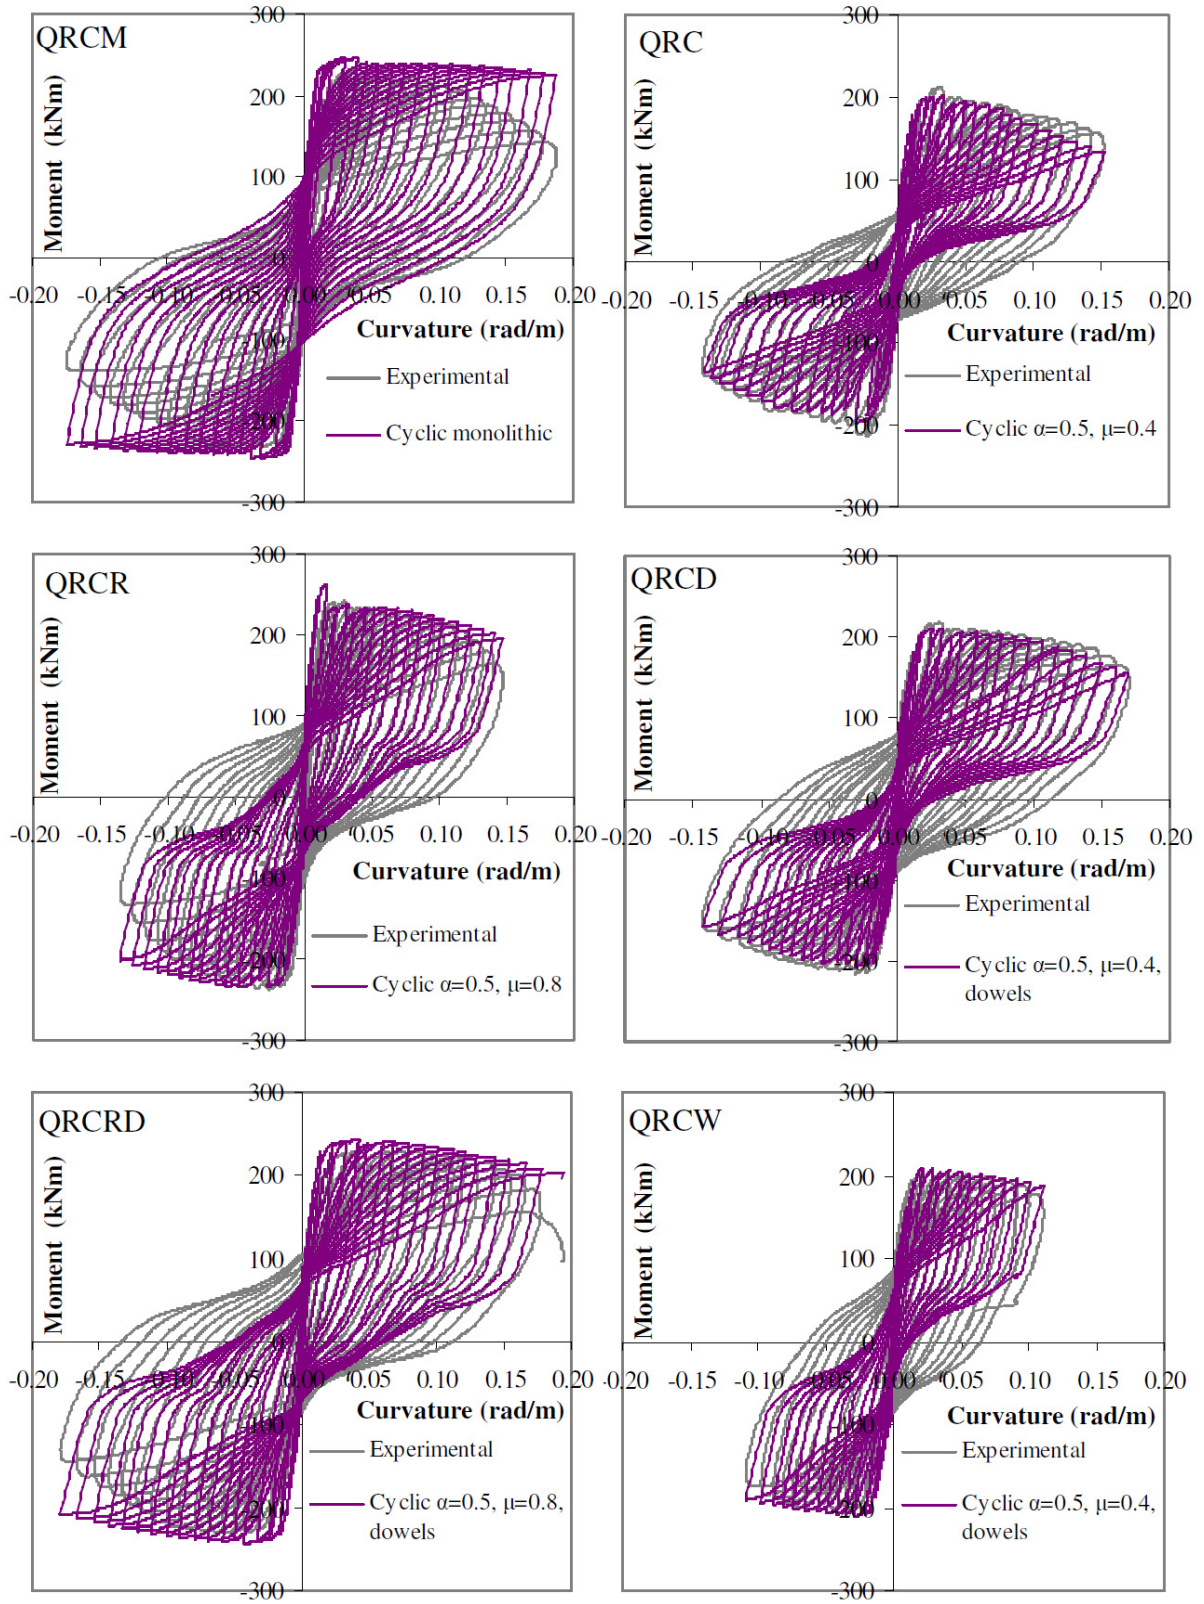 QRCM
Moment (kNm)
300
200
100
0
-100
-200
-300
-0.20 -0.15 -0.10 -0.05 0.00 0.05 0.10 0.15 0.20
Curvature (rad/m)
Experimental
Cyclic monolithic
QRC
Moment (kNm)
300
200
100
0
-100
-200
-300
-0.20 -0.15 -0.10 -0.05 0.00 0.05 0.10 0.15 0.20
Curvature (rad/m)
Experimental
Cyclic α=0.5, μ=0.4
QRCR
Moment (kNm)
300
200
100
0
-100
-200
-300
-0.20 -0.15 -0.10 -0.05 0.00 0.05 0.10 0.15 0.20
Curvature (rad/m)
Experimental
Cyclic α=0.5, μ=0.8
QRCD
Moment (kNm)
300
200
100
0
-100
-200
-300
-0.20 -0.15 -0.10 -0.05 0.00 0.05 0.10 0.15 0.20
Curvature (rad/m)
Experimental
Cyclic α=0.5, μ=0.4,
dowels
QRCRD
Moment (kNm)
300
200
100
0
-100
-200
-300
-0.20 -0.15 -0.10 -0.05 0.00 0.05 0.10 0.15 0.20
Curvature (rad/m)
Experimental
Cyclic α=0.5, μ=0.8,
dowels
QRCW
Moment (kNm)
300
200
100
0
-100
-200
-300
-0.20 -0.15 -0.10 -0.05 0.00 0.05 0.10 0.15 0.20
Curvature (rad/m)
Experimental
Cyclic α=0.5, μ=0.4,
dowels